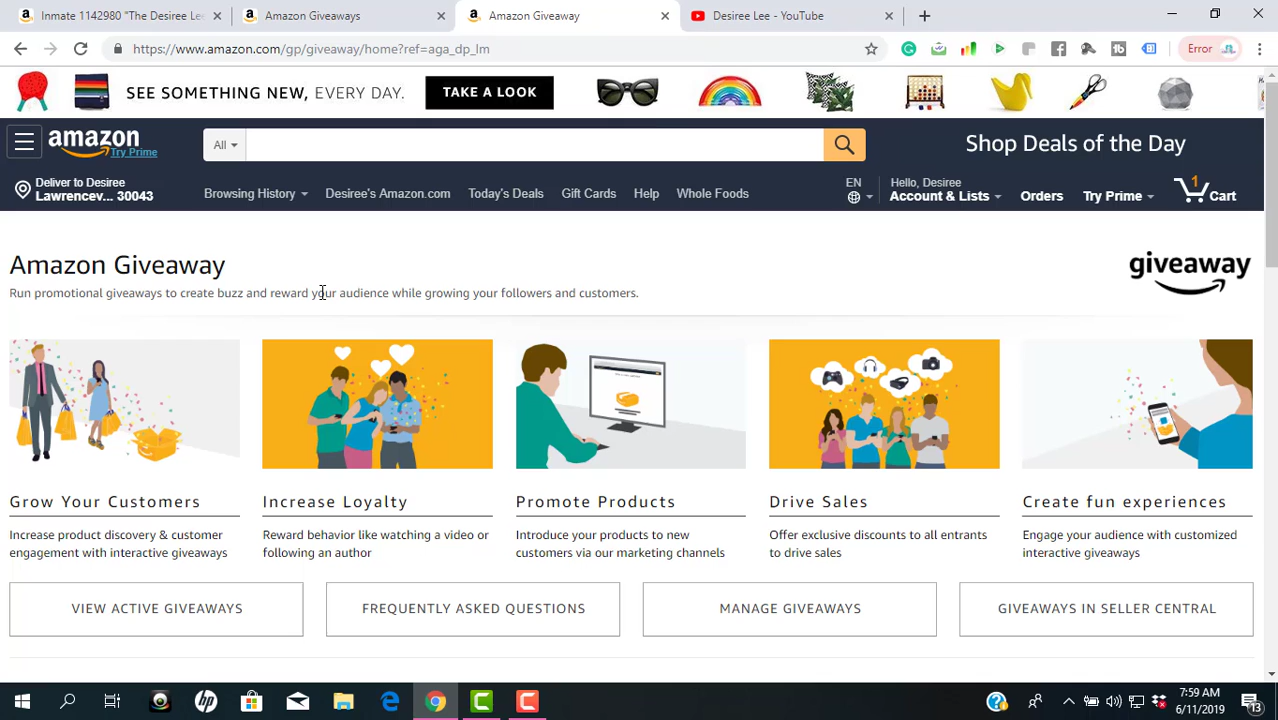 Inmate 1142980 "The Desiree Le
Amazon Giveaways
Amazon Giveaway
Desiree Lee - YouTube
https://www.amazon.com/gp/giveaway/home?ref=aga_dp_lm
Error
SEE SOMETHING NEW, EVERY DAY.
TAKE A LOOK
amazon
Try Prime
All
Shop Deals of the Day
Deliver to Desiree
Lawrencev... 30043
Browsing History
Desiree's Amazon.com
Today's Deals
Gift Cards
Help
Whole Foods
EN
Hello, Desiree
Account & Lists
Orders
Try Prime
1
Cart
Amazon Giveaway
Run promotional giveaways to create buzz and reward your audience while growing your followers and customers.
giveaway
Grow Your Customers
Increase product discovery & customer
engagement with interactive giveaways
Increase Loyalty
Reward behavior like watching a video or
following an author
Promote Products
Introduce your products to new
customers via our marketing channels
Drive Sales
Offer exclusive discounts to all entrants
to drive sales
Create fun experiences
Engage your audience with customized
interactive giveaways
VIEW ACTIVE GIVEAWAYS
FREQUENTLY ASKED QUESTIONS
MANAGE GIVEAWAYS
GIVEAWAYS IN SELLER CENTRAL
7:59 AM
6/11/2019
13